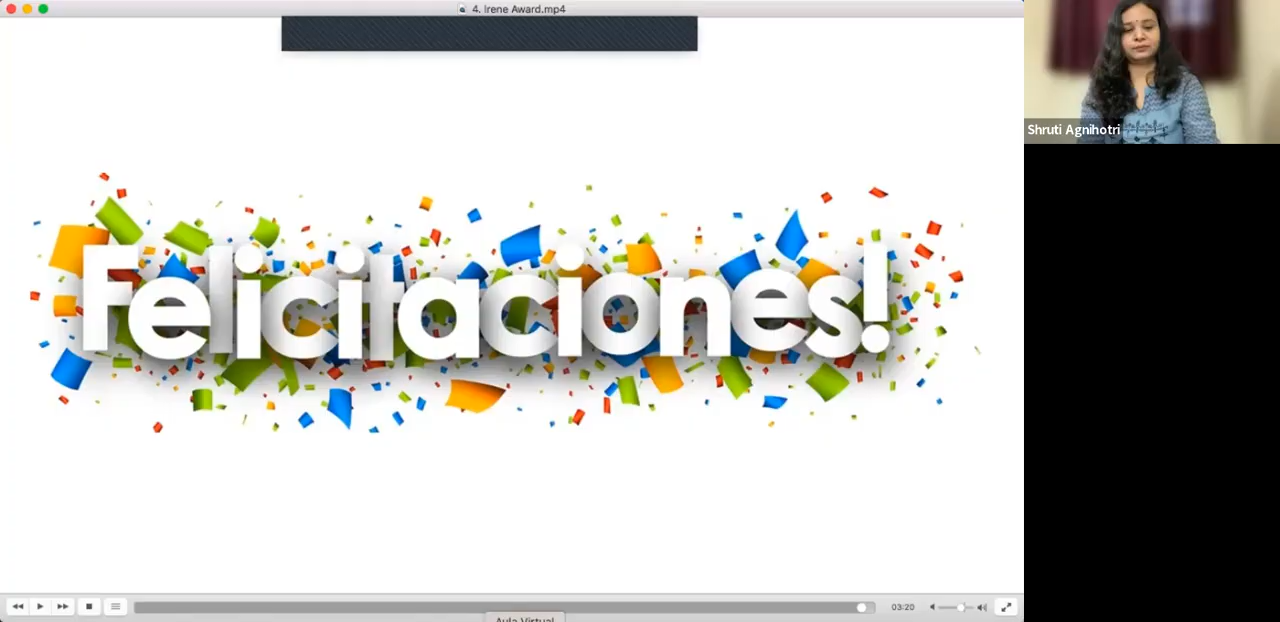 4. Irene Award.mp4
Shruti Agnihotri
Felicitaciones!
03:20
Aula Virtual